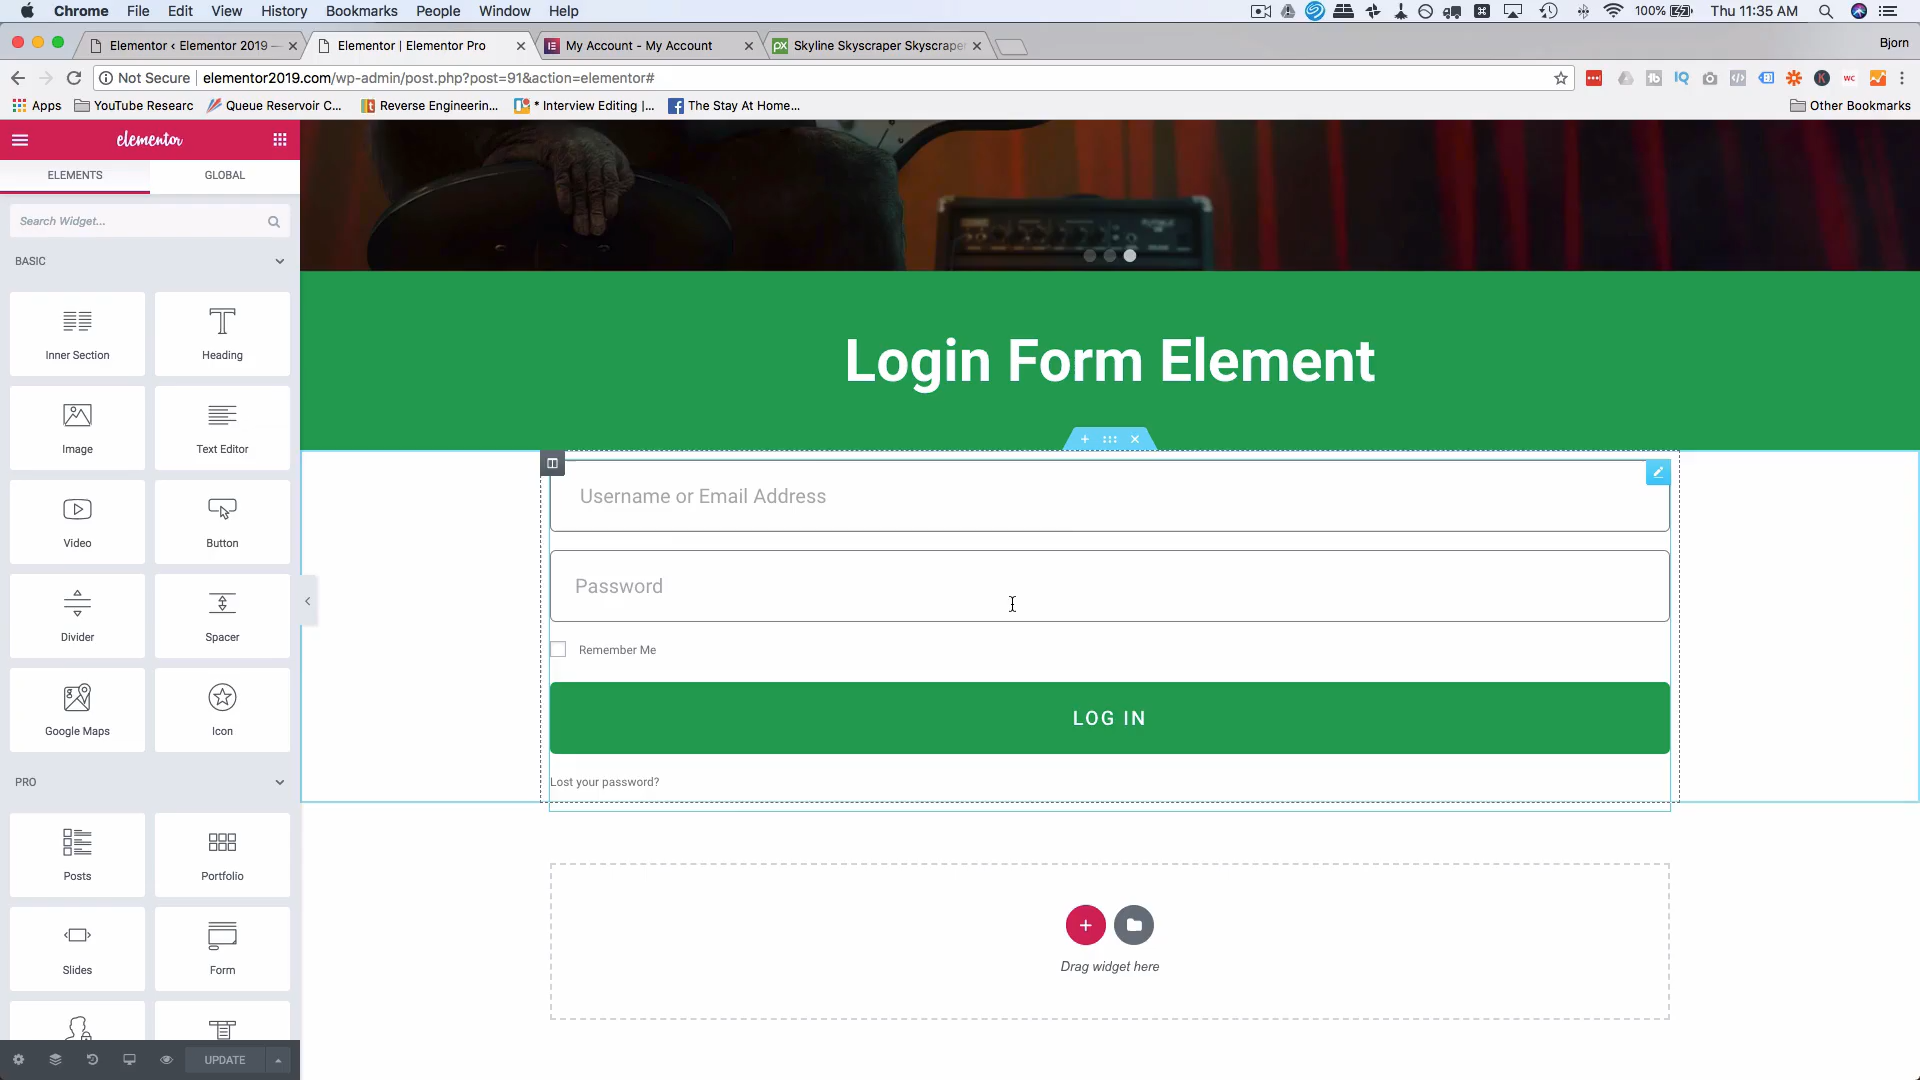 Chrome File Edit View History Bookmarks People Window Help 100% Thu 11:35 AM
Elementor ‹ Elementor 2019 — Elementor | Elementor Pro My Account - My Account Skyline Skyscraper Skyscraper Bjorn
Not Secure elementor2019.com/wp-admin/post.php?post=91&action=elementor#
Apps YouTube Researc Queue Reservoir C... Reverse Engineerin... * Interview Editing |... The Stay At Home... Other Bookmarks
elementor
ELEMENTS GLOBAL
Search Widget...
BASIC
Inner Section Heading
Image Text Editor
Video Button
Divider Spacer
Google Maps Icon
PRO
Posts Portfolio
Slides Form
UPDATE
Login Form Element
Username or Email Address
Password
Remember Me
LOG IN
Lost your password?
Drag widget here